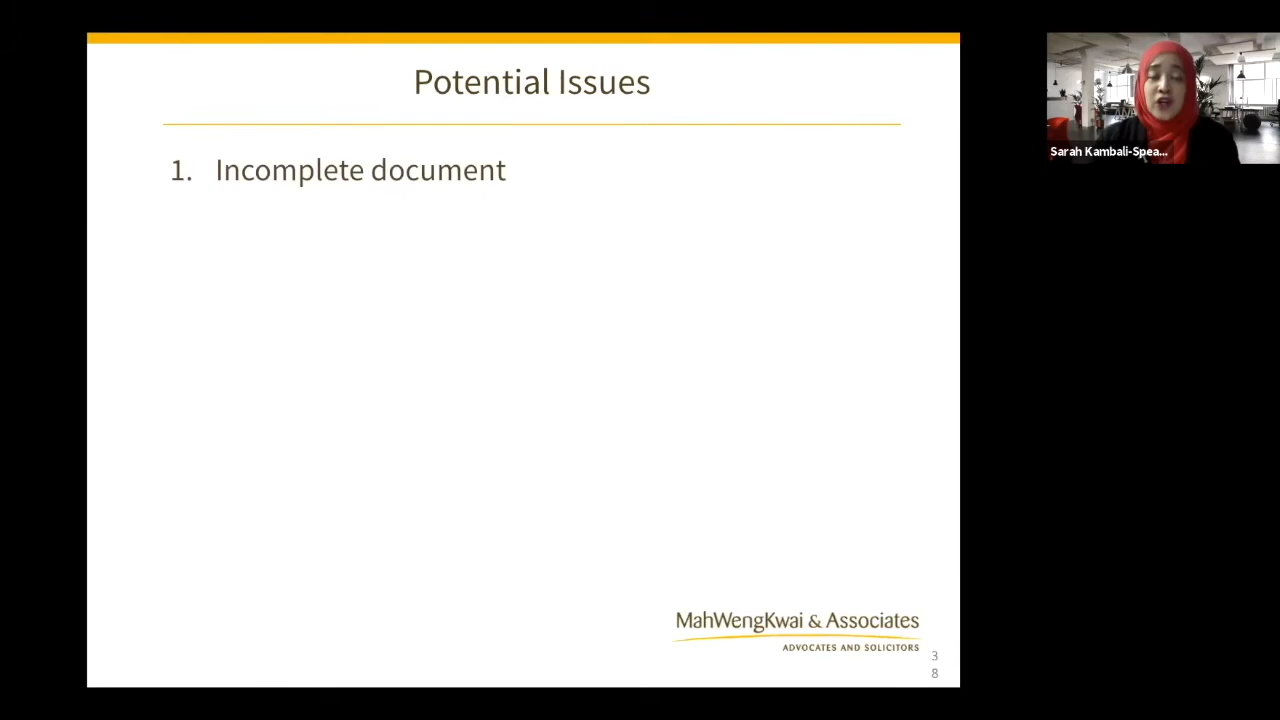 Potential Issues
1. Incomplete document
Sarah Kambali-Spea...
MahWengKwai & Associates
ADVOCATES AND SOLICITORS
3
8